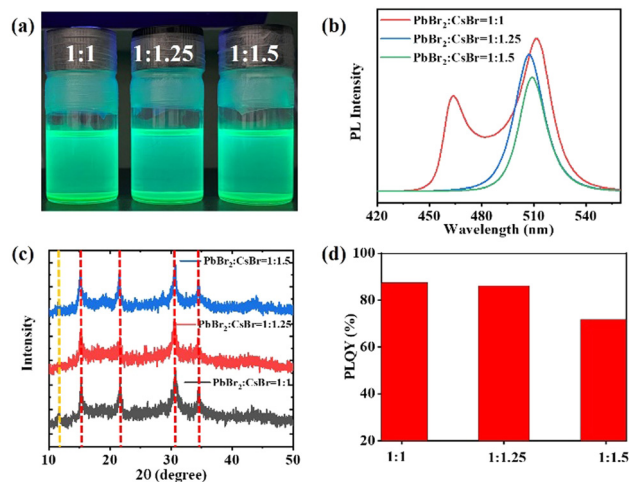 (a)
1:1 1:1.25 1:1.5
(b)
PbBr2:CsBr=1:1
PbBr2:CsBr=1:1.25
PbBr2:CsBr=1:1.5
PL Intensity
420 450 480 510 540
Wavelength (nm)
(c)
PbBr2:CsBr=1:1.5
PbBr2:CsBr=1:1.25
PbBr2:CsBr=1:1
Intensity
10 20 30 40 50
2θ (degree)
(d)
PLQY (%)
100
80
60
40
20
1:1 1:1.25 1:1.5